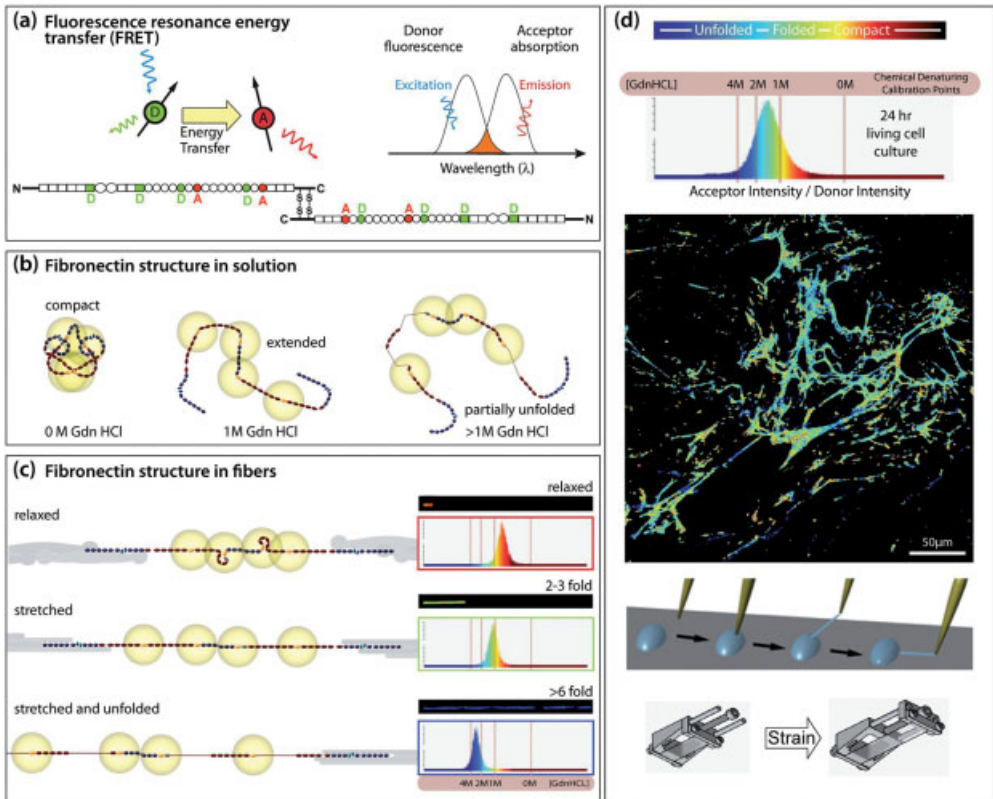 (a) Fluorescence resonance energy
transfer (FRET)
Donor
fluorescence
Acceptor
absorption
Excitation
Emission
D
A
Energy
Transfer
Wavelength (λ)
N
C
D D D A D A
S S
S S
A D A D D D
C
N
(b) Fibronectin structure in solution
compact
extended
partially unfolded
0 M Gdn HCl
1M Gdn HCl
>1M Gdn HCl
(c) Fibronectin structure in fibers
relaxed
relaxed
stretched
2-3 fold
stretched and unfolded
>6 fold
4M 2M 1M 0M [GdnHCL]
(d)
Unfolded Folded Compact
[GdnHCL] 4M 2M 1M 0M Chemical Denaturing
Calibration Points
24 hr
living cell
culture
Acceptor Intensity / Donor Intensity
50µm
Strain